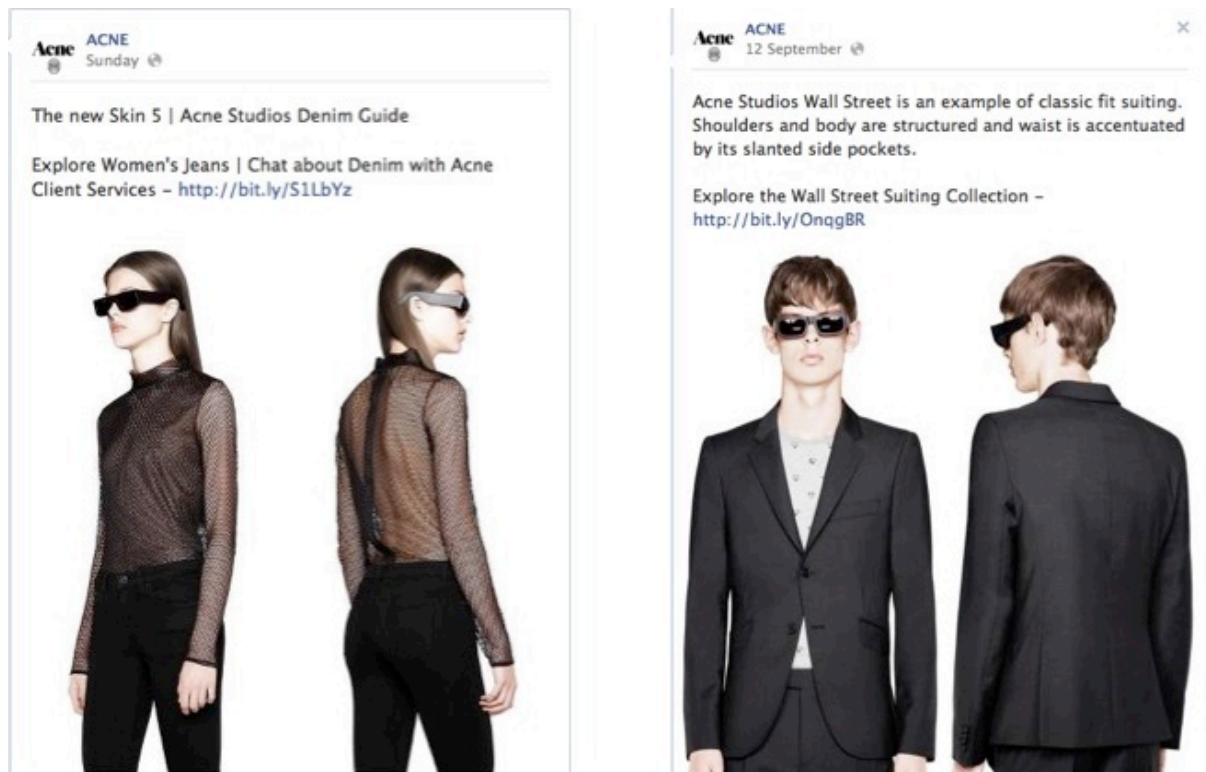 Acne
ACNE
Sunday
The new Skin 5 | Acne Studios Denim Guide
Explore Women's Jeans | Chat about Denim with Acne
Client Services – http://bit.ly/S1LbYz
Acne
ACNE
12 September
Acne Studios Wall Street is an example of classic fit suiting.
Shoulders and body are structured and waist is accentuated
by its slanted side pockets.
Explore the Wall Street Suiting Collection –
http://bit.ly/OnqgBR